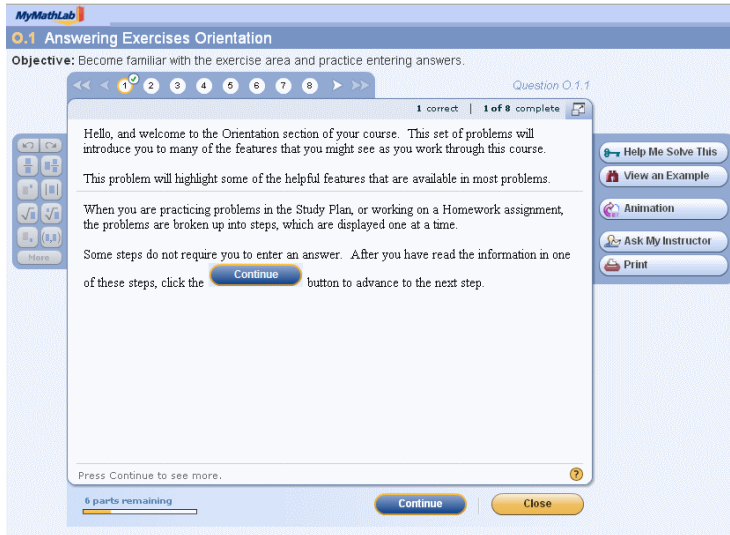 MyMathLab
0.1 Answering Exercises Orientation
Objective: Become familiar with the exercise area and practice entering answers.
1 2 3 4 5 6 7 8
Question O.1.1
1 correct | 1 of 8 complete
Hello, and welcome to the Orientation section of your course. This set of problems will
introduce you to many of the features that you might see as you work through this course.
This problem will highlight some of the helpful features that are available in most problems.
When you are practicing problems in the Study Plan, or working on a Homework assignment,
the problems are broken up into steps, which are displayed one at a time.
Some steps do not require you to enter an answer. After you have read the information in one
of these steps, click the Continue button to advance to the next step.
More
Help Me Solve This
View an Example
Animation
Ask My Instructor
Print
Press Continue to see more.
?
6 parts remaining
Continue
Close